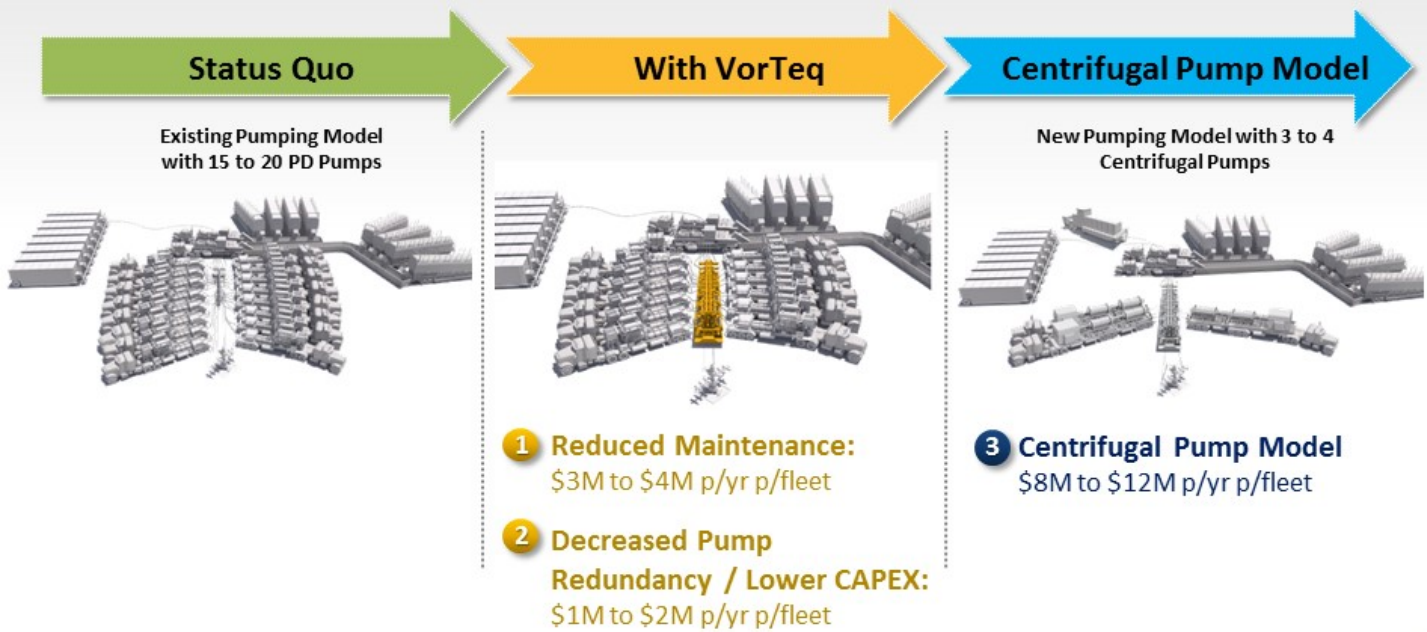 Status Quo
With VorTeq
Centrifugal Pump Model
Existing Pumping Model
with 15 to 20 PD Pumps
New Pumping Model with 3 to 4
Centrifugal Pumps
1 Reduced Maintenance:
$3M to $4M p/yr p/fleet
2 Decreased Pump
Redundancy / Lower CAPEX:
$1M to $2M p/yr p/fleet
3 Centrifugal Pump Model
$8M to $12M p/yr p/fleet